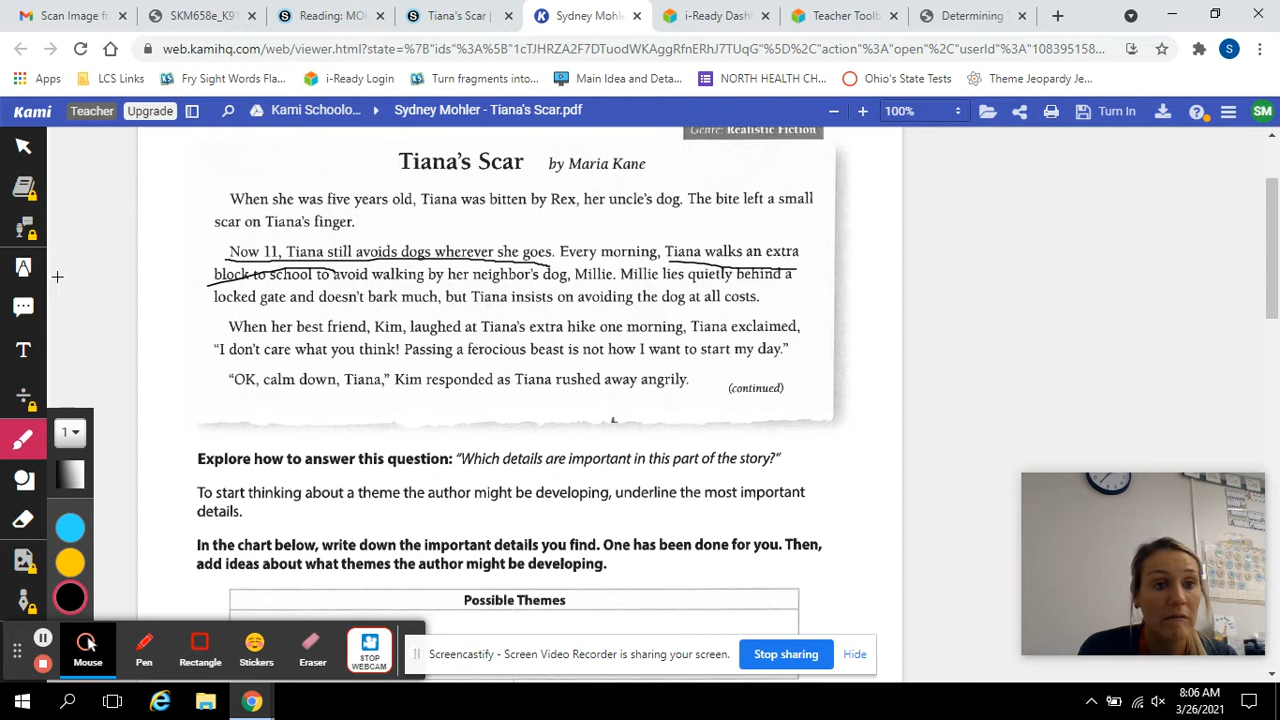 Scan Image fr
SKM658e_K91
Reading: MO
Tiana's Scar |
Sydney Mohle
i-Ready Dash
Teacher Toolb
Determining T
web.kamihq.com/web/viewer.html?state=%7B"ids"%3A%5B"1cTJHRZA2F7DTuodWKAggRfnERhJ7TUqG"%5D%2C"action"%3A"open"%2C"userId"%3A"108395158...
Apps
LCS Links
Fry Sight Words Fla...
i-Ready Login
Turn fragments into...
Main Idea and Deta...
NORTH HEALTH CH...
Ohio's State Tests
Theme Jeopardy Je...
Kami
Teacher
Upgrade
Kami Schoolo...
Sydney Mohler - Tiana's Scar.pdf
100%
Turn In
SM
Genre: Realistic Fiction
Tiana's Scar by Maria Kane
When she was five years old, Tiana was bitten by Rex, her uncle's dog. The bite left a small
scar on Tiana's finger.
Now 11, Tiana still avoids dogs wherever she goes. Every morning, Tiana walks an extra
block to school to avoid walking by her neighbor's dog, Millie. Millie lies quietly behind a
locked gate and doesn't bark much, but Tiana insists on avoiding the dog at all costs.
When her best friend, Kim, laughed at Tiana's extra hike one morning, Tiana exclaimed,
"I don't care what you think! Passing a ferocious beast is not how I want to start my day."
"OK, calm down, Tiana," Kim responded as Tiana rushed away angrily.
(continued)
Explore how to answer this question: "Which details are important in this part of the story?"
To start thinking about a theme the author might be developing, underline the most important
details.
In the chart below, write down the important details you find. One has been done for you. Then,
add ideas about what themes the author might be developing.
Possible Themes
1
Mouse
Pen
Rectangle
Stickers
Eraser
STOP
WEBCAM
Screencastify - Screen Video Recorder is sharing your screen.
Stop sharing
Hide
8:06 AM
3/26/2021